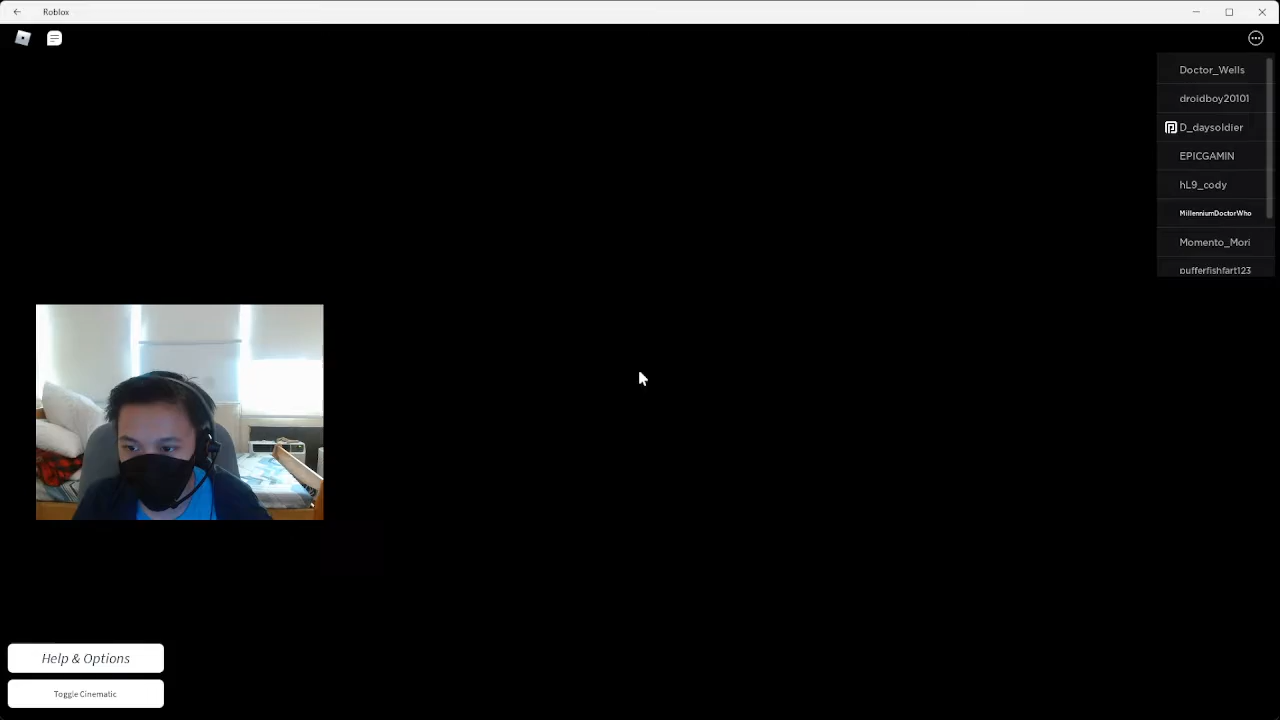 Roblox
Doctor_Wells
droidboy20101
D_daysoldier
EPICGAMIN
hL9_cody
MillenniumDoctorWho
Momento_Mori
pufferfishfart123
Help & Options
Toggle Cinematic